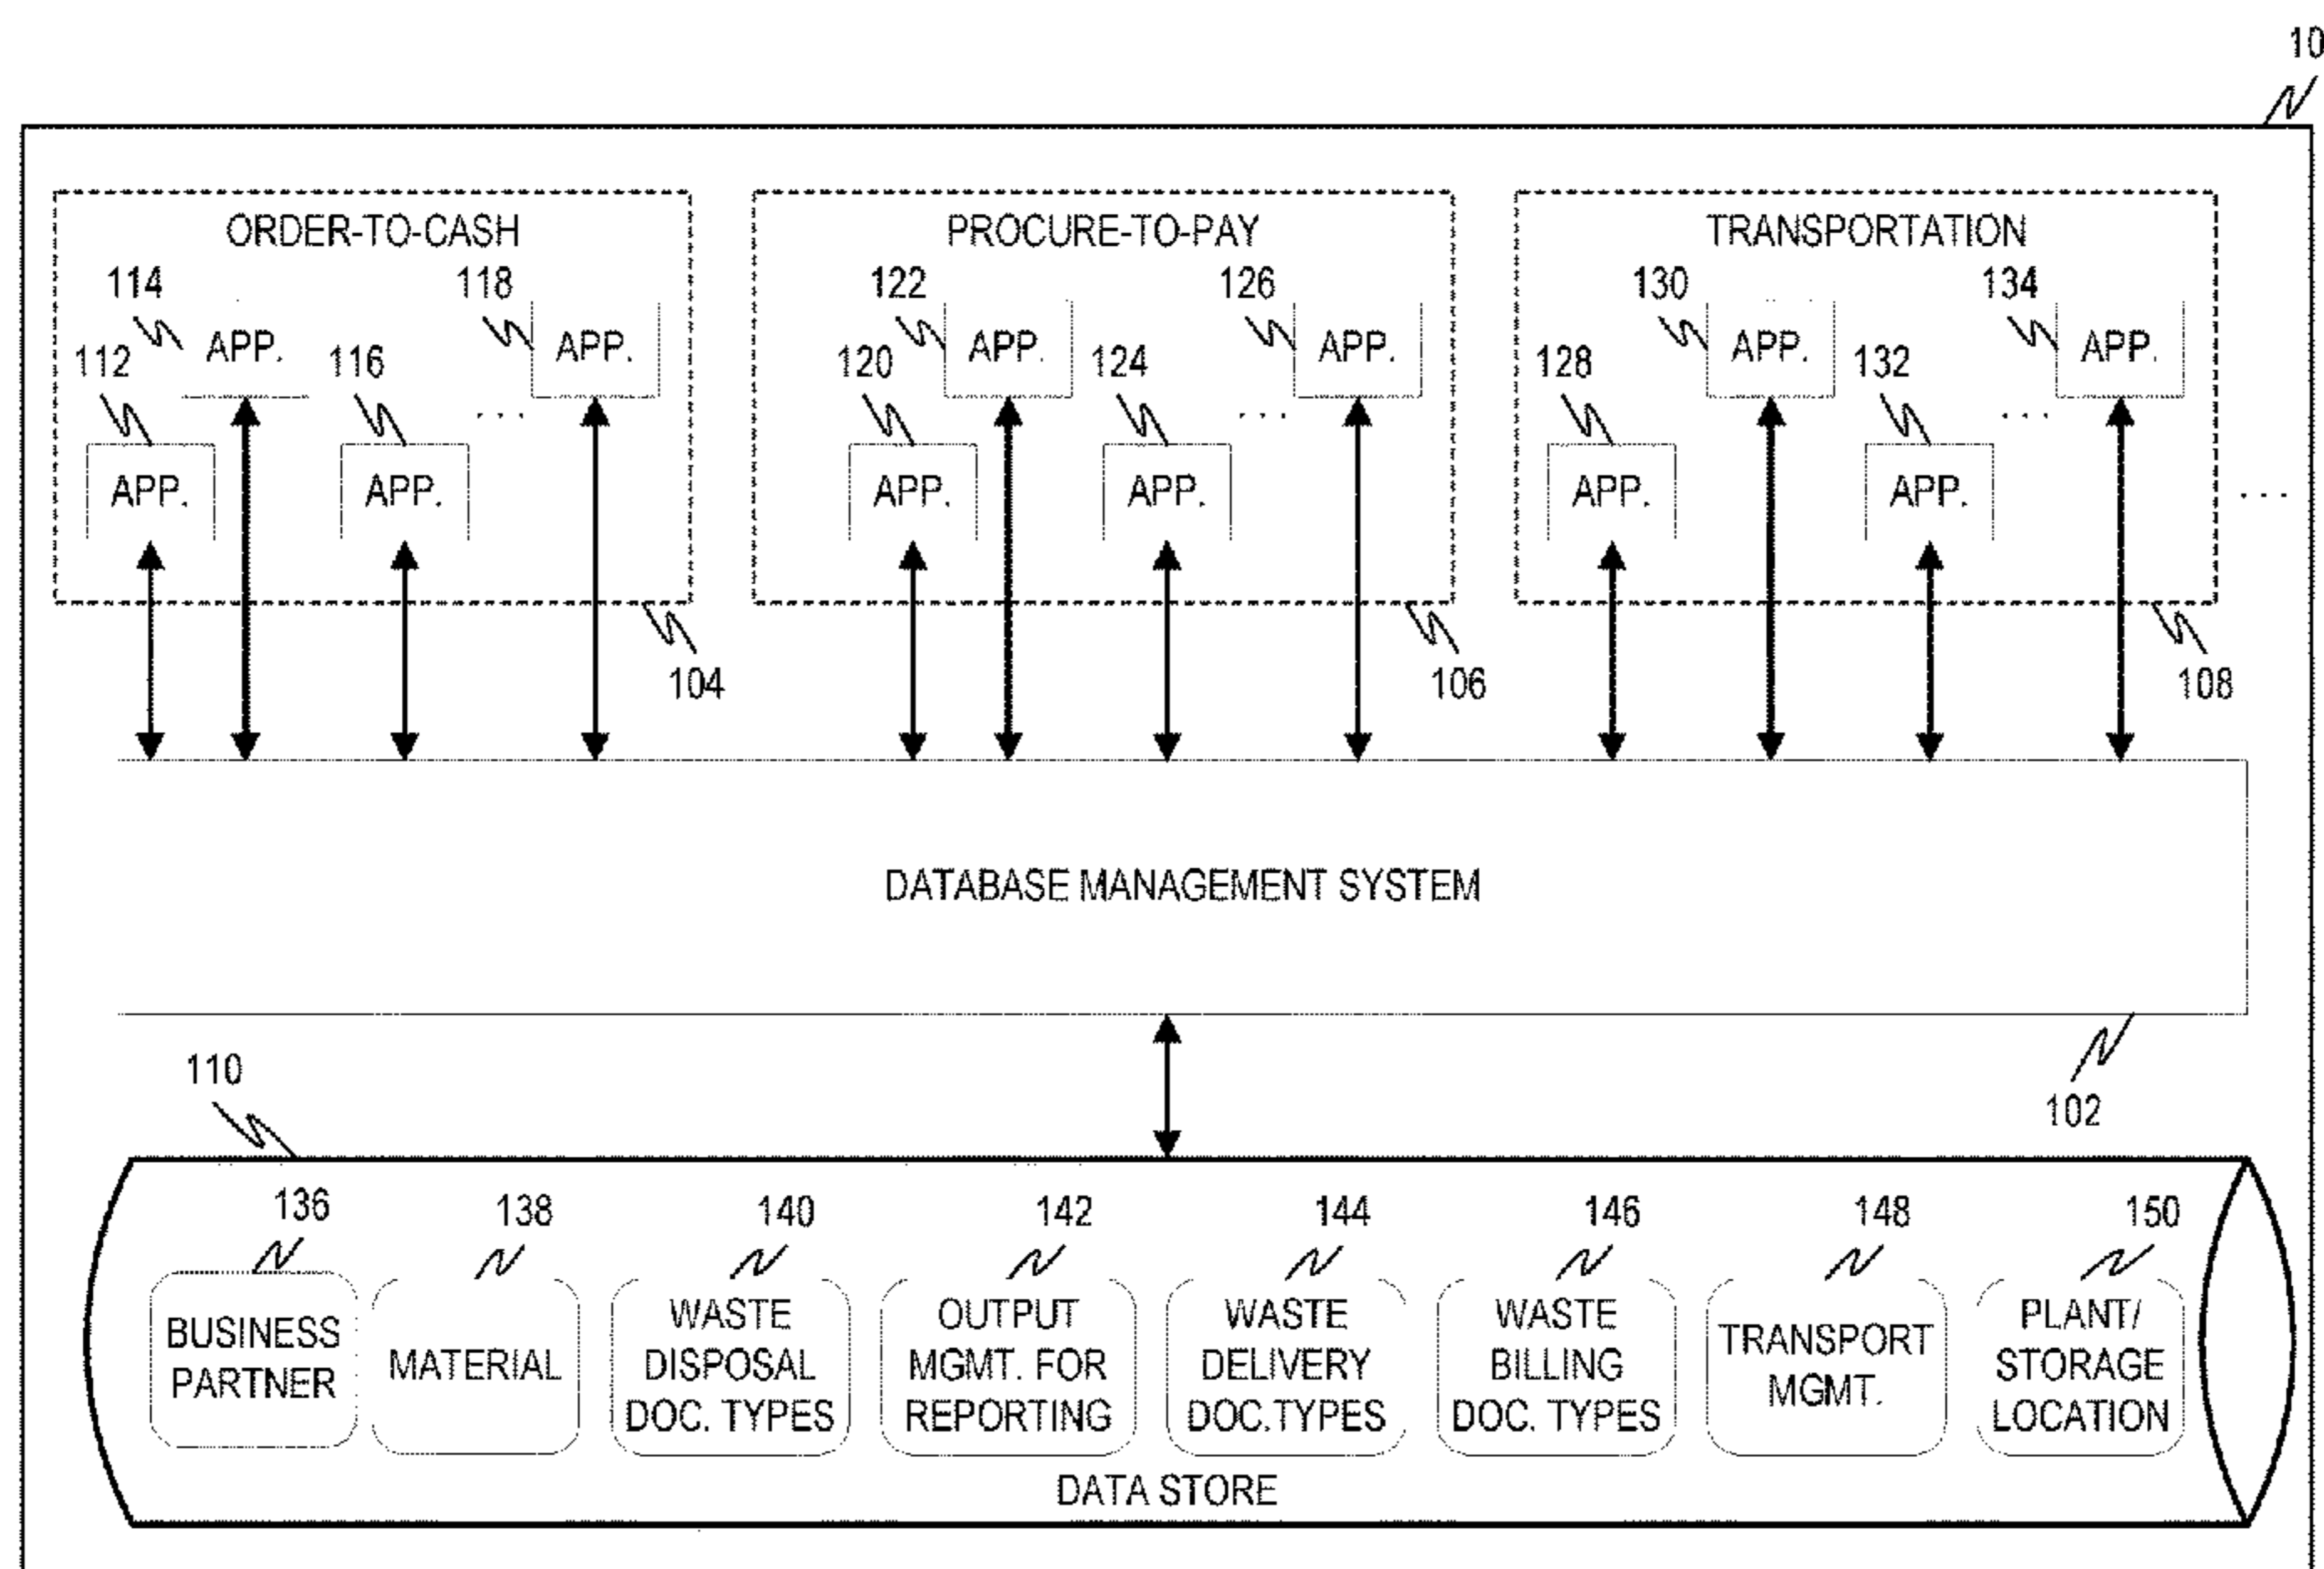 10
ORDER-TO-CASH
PROCURE-TO-PAY
TRANSPORTATION
114
118
122
126
130
134
APP.
APP.
APP.
APP.
APP.
APP.
112
116
120
124
128
132
APP.
APP.
APP.
APP.
APP.
APP.
...
...
...
...
104
106
108
DATABASE MANAGEMENT SYSTEM
110
102
136
138
140
142
144
146
148
150
BUSINESS
PARTNER
MATERIAL
WASTE
DISPOSAL
DOC. TYPES
OUTPUT
MGMT. FOR
REPORTING
WASTE
DELIVERY
DOC.TYPES
WASTE
BILLING
DOC. TYPES
TRANSPORT
MGMT.
PLANT/
STORAGE
LOCATION
DATA STORE